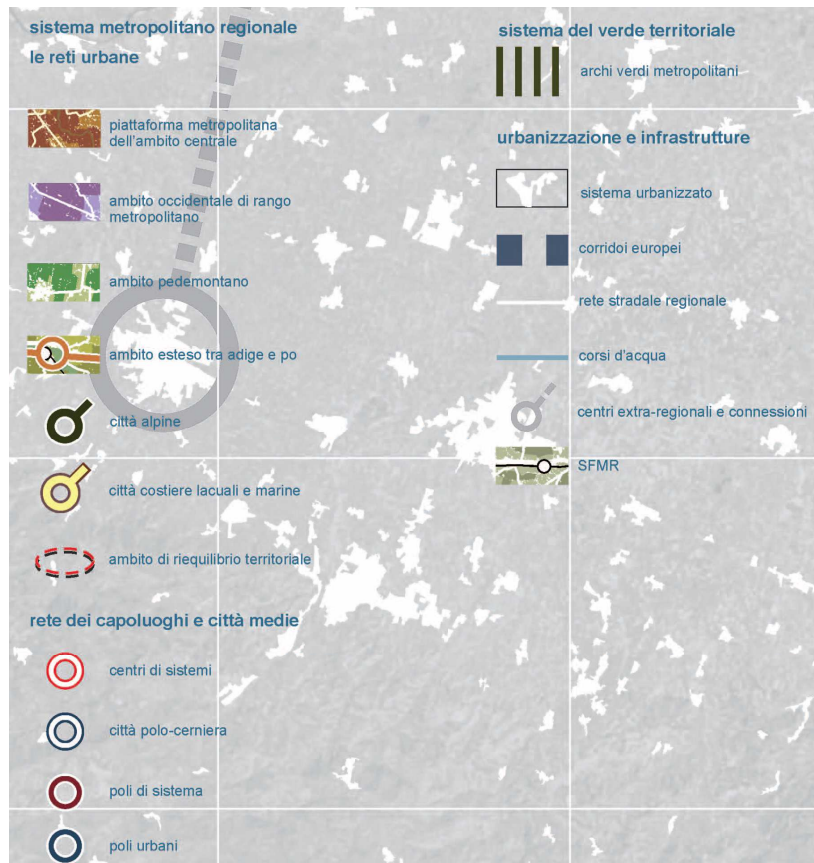 sistema metropolitano regionale
le reti urbane
piattaforma metropolitana
dell'ambito centrale
ambito occidentale di rango
metropolitano
ambito pedemontano
ambito esteso tra adige e po
città alpine
città costiere lacuali e marine
ambito di riequilibrio territoriale
rete dei capoluoghi e città medie
centri di sistemi
città polo-cerniera
poli di sistema
poli urbani
sistema del verde territoriale
archi verdi metropolitani
urbanizzazione e infrastrutture
sistema urbanizzato
corridoi europei
rete stradale regionale
corsi d'acqua
centri extra-regionali e connessioni
SFMR